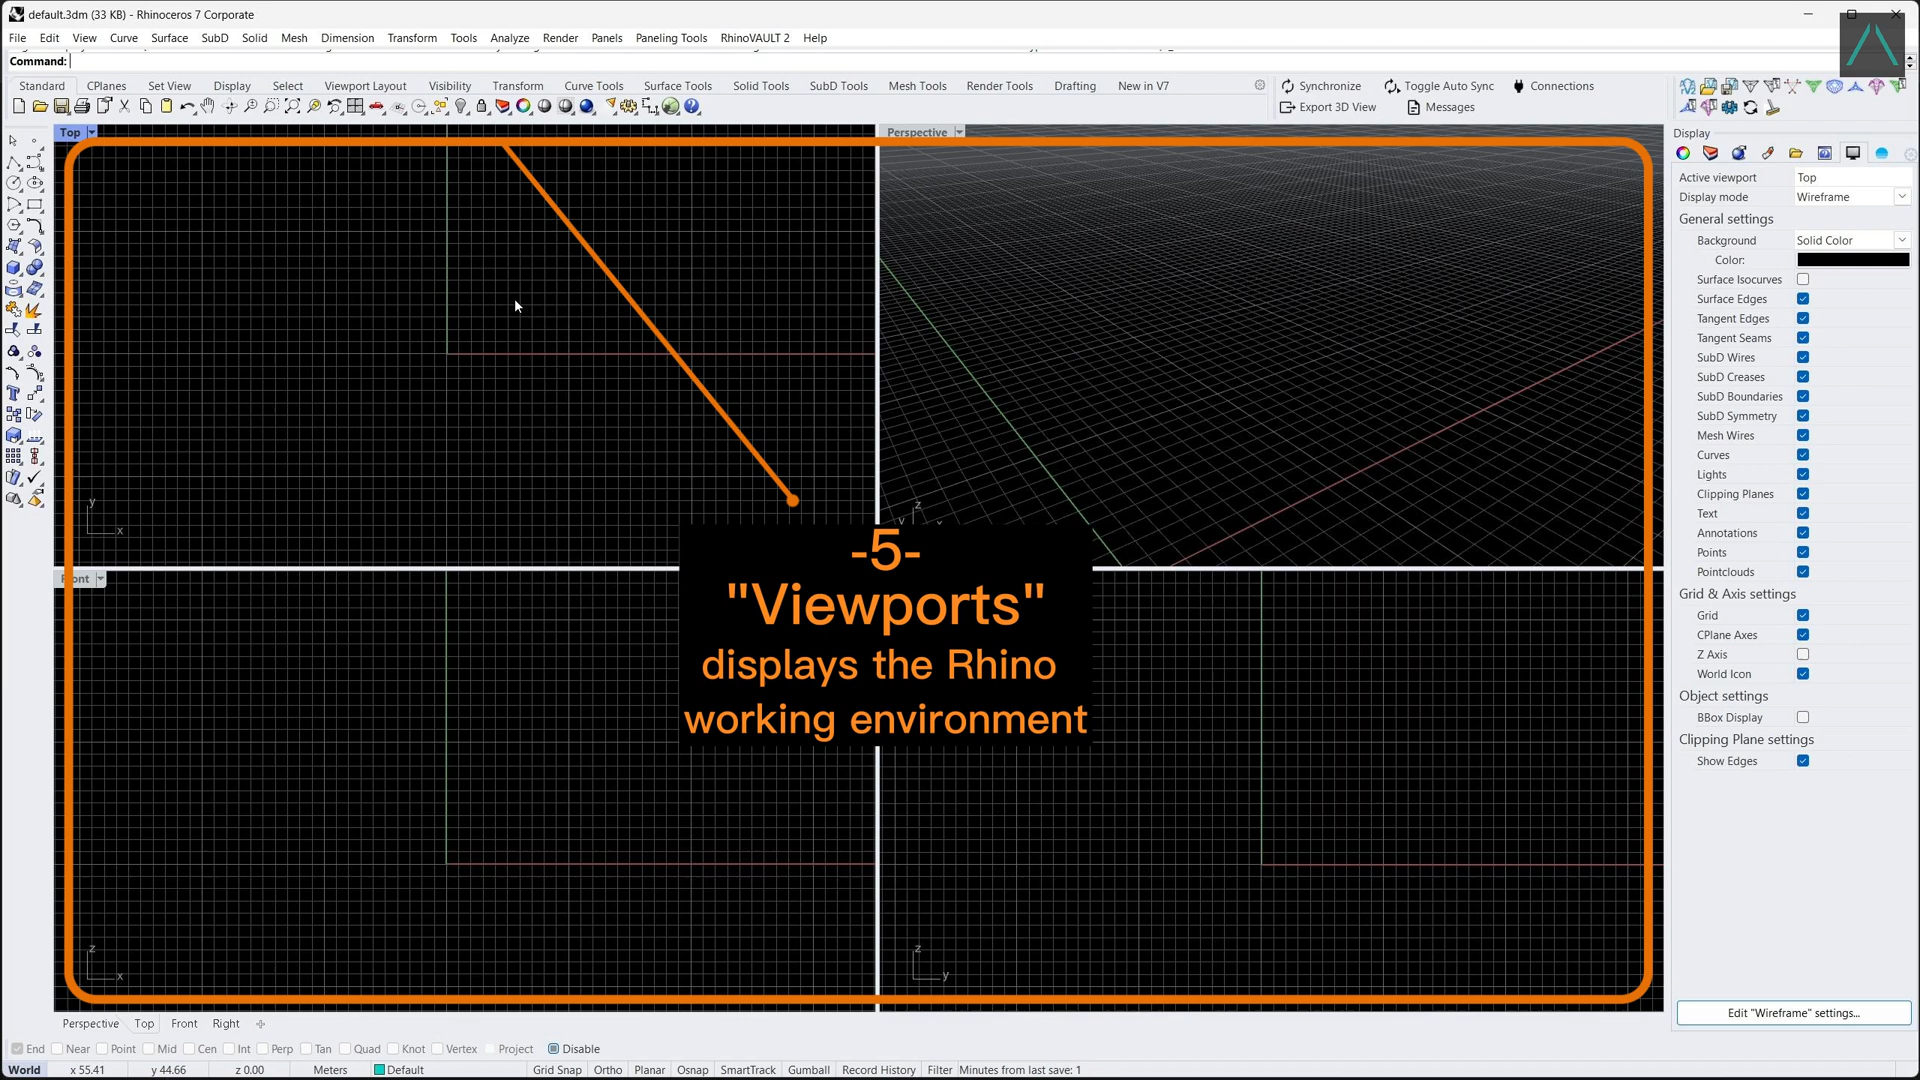 default.3dm (33 KB) - Rhinoceros 7 Corporate
File Edit View Curve Surface SubD Solid Mesh Dimension Transform Tools Analyze Render Panels Paneling Tools RhinoVAULT 2 Help
Command:
Standard CPlanes Set View Display Select Viewport Layout Visibility Transform Curve Tools Surface Tools Solid Tools SubD Tools Mesh Tools Render Tools Drafting New in V7
Synchronize Toggle Auto Sync Connections
Export 3D View Messages
Top
Perspective
Display
Active viewport Top
Display mode Wireframe
General settings
Background Solid Color
Color:
Surface Isocurves
Surface Edges
Tangent Edges
Tangent Seams
SubD Wires
SubD Creases
SubD Boundaries
SubD Symmetry
Mesh Wires
Curves
Lights
Clipping Planes
Text
Annotations
Points
Pointclouds
Grid & Axis settings
Grid
CPlane Axes
Z Axis
World Icon
Object settings
BBox Display
Clipping Plane settings
Show Edges
Edit "Wireframe" settings...
y
x
z
-5-
"Viewports"
displays the Rhino
working environment
z
x
z
y
Perspective Top Front Right
End Near Point Mid Cen Int Perp Tan Quad Knot Vertex Project Disable
World x 55.41 y 44.66 z 0.00 Meters Default Grid Snap Ortho Planar Osnap SmartTrack Gumball Record History Filter Minutes from last save: 1